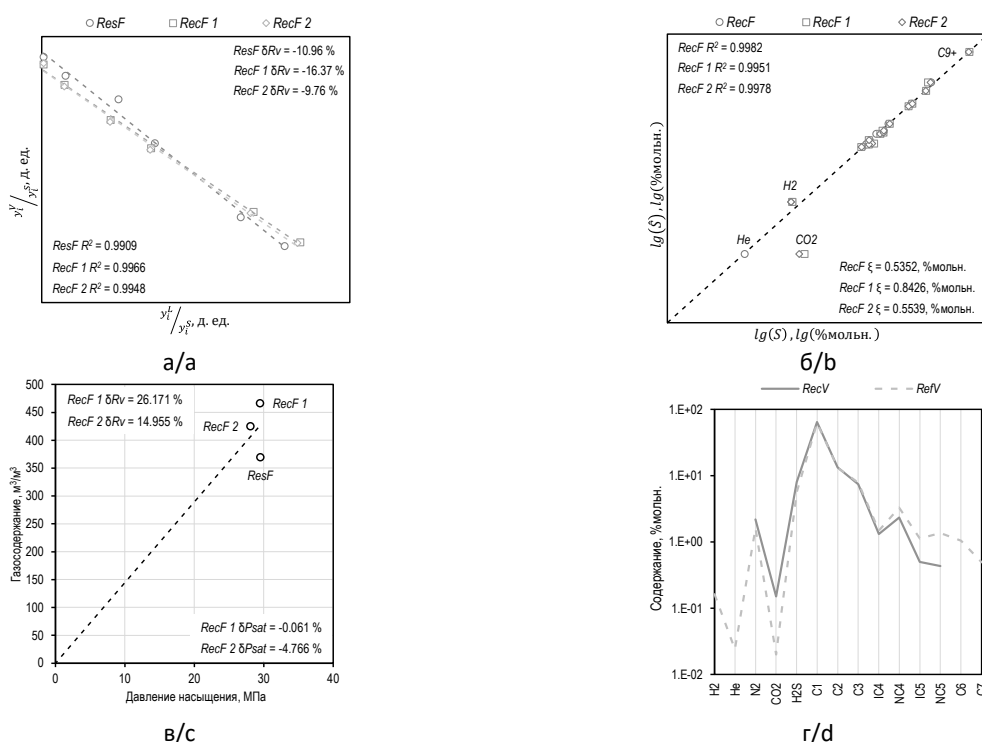 ResF RecF 1 RecF 2
ResF δRv = -10.96 %
RecF 1 δRv = -16.37 %
RecF 2 δRv = -9.76 %
y_i^V/y_i^S, д. ед.
ResF R² = 0.9909
RecF 1 R² = 0.9966
RecF 2 R² = 0.9948
y_i^L/y_i^S, д. ед.
а/a
RecF RecF 1 RecF 2
RecF R² = 0.9982
RecF 1 R² = 0.9951
RecF 2 R² = 0.9978
C9+
H2
He
CO2
lg(Ŝ), lg(%мольн.)
RecF ξ = 0.5352, %мольн.
RecF 1 ξ = 0.8426, %мольн.
RecF 2 ξ = 0.5539, %мольн.
lg(S), lg(%мольн.)
б/b
500
450
400
350
300
250
200
150
100
50
0
Газосодержание, м³/м³
RecF 1 δRv = 26.171 %
RecF 2 δRv = 14.955 %
RecF 1
RecF 2
ResF
RecF 1 δPsat = -0.061 %
RecF 2 δPsat = -4.766 %
0 10 20 30 40
Давление насыщения, МПа
в/c
RecV RefV
1.E+02
1.E+01
1.E+00
1.E-01
1.E-02
Содержание, %мольн.
H2 He N2 CO2 H2S C1 C2 C3 IC4 NC4 IC5 NC5 C6 C7
г/d